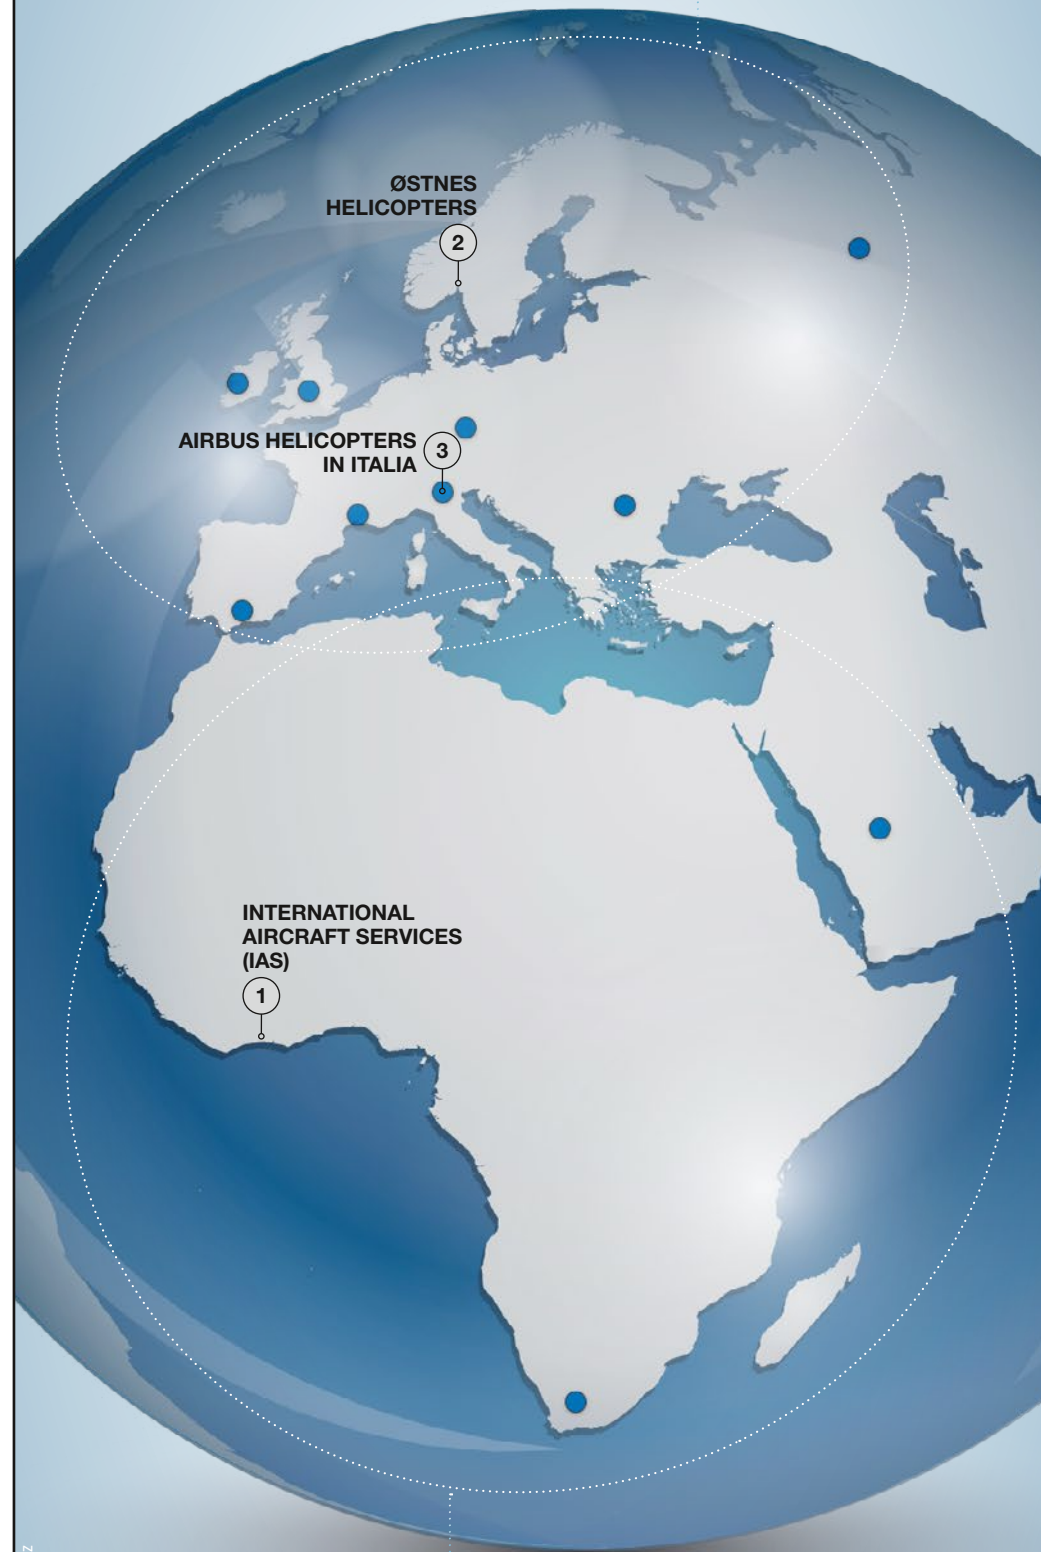 ØSTNES
HELICOPTERS
2
AIRBUS HELICOPTERS
IN ITALIA
3
INTERNATIONAL
AIRCRAFT SERVICES
(IAS)
1
Z